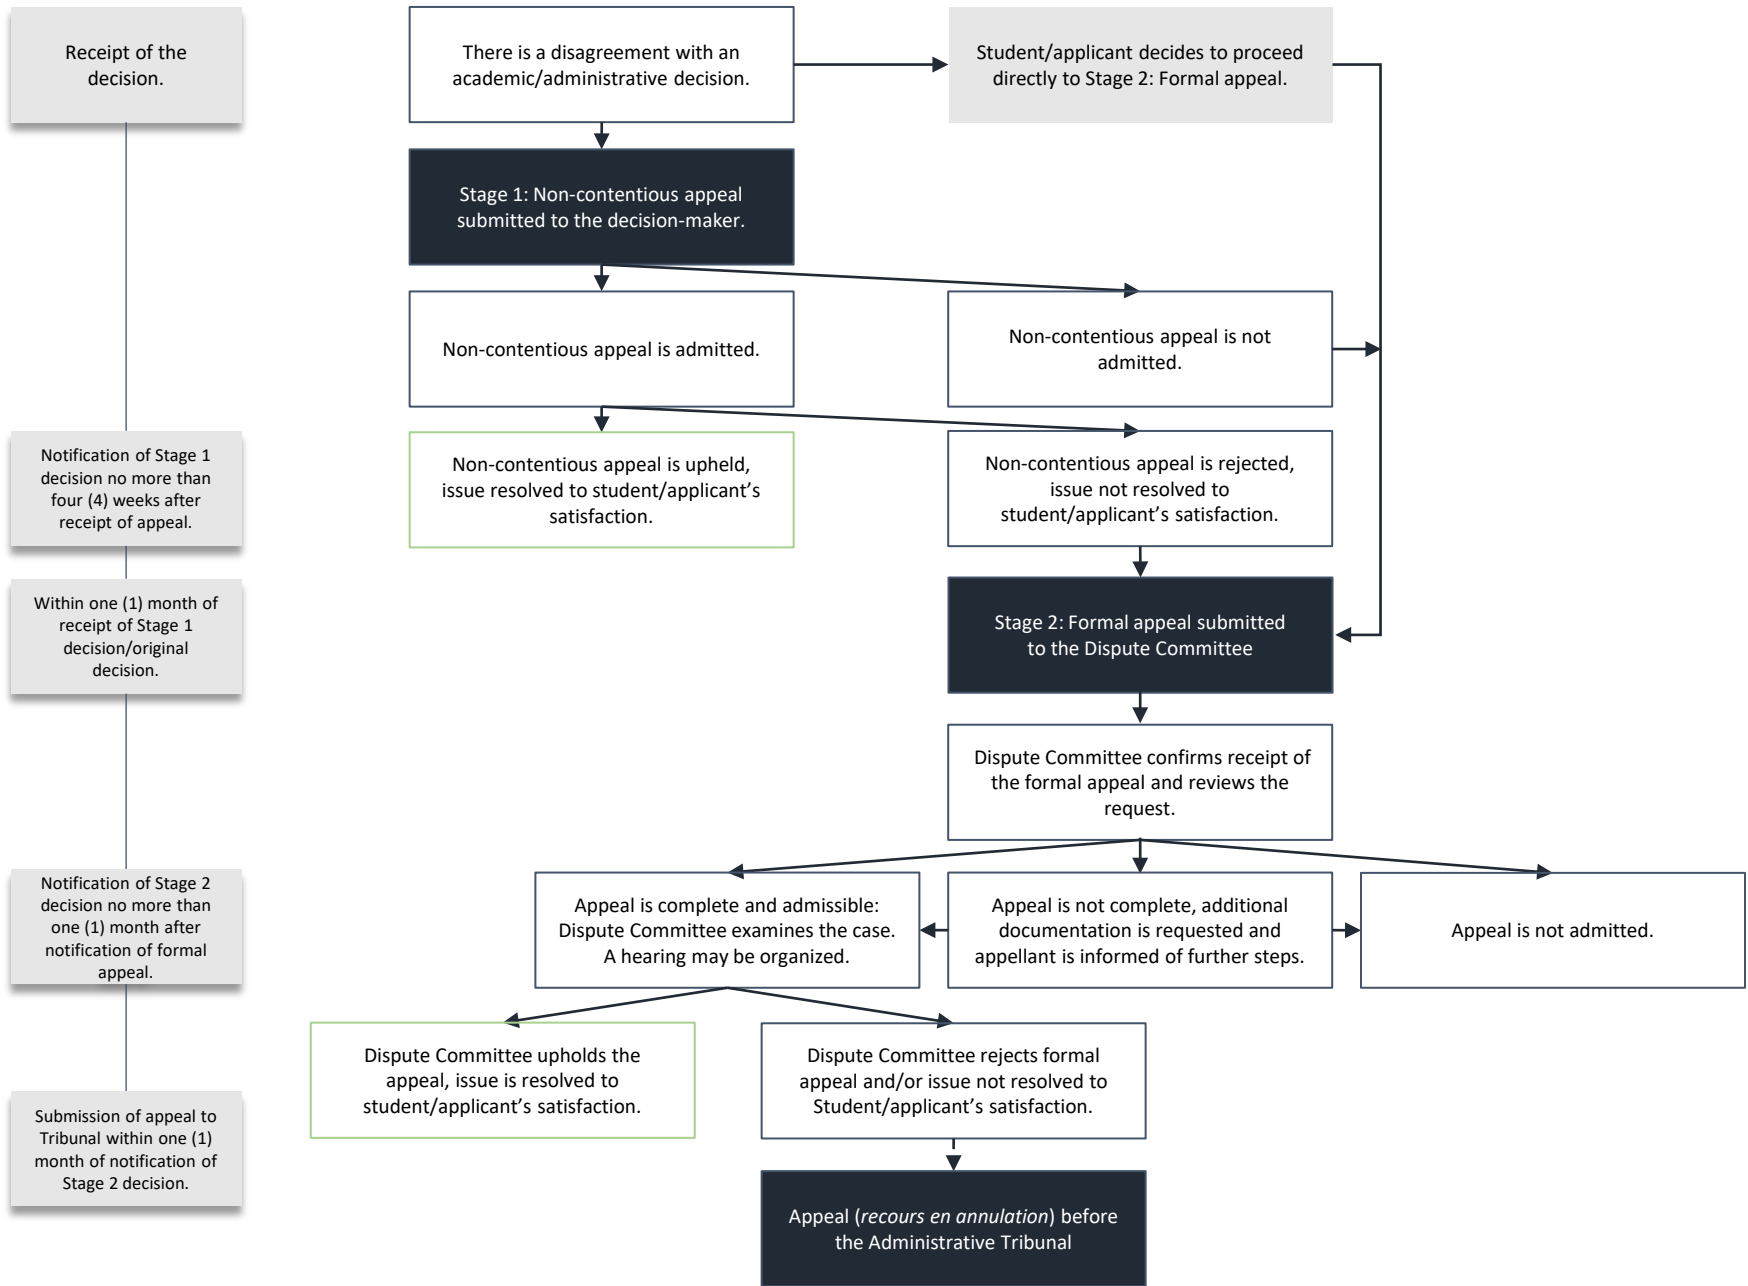 Receipt of the
decision.
There is a disagreement with an
academic/administrative decision.
Student/applicant decides to proceed
directly to Stage 2: Formal appeal.
Stage 1: Non-contentious appeal
submitted to the decision-maker.
Non-contentious appeal is admitted.
Non-contentious appeal is not
admitted.
Notification of Stage 1
decision no more than
four (4) weeks after
receipt of appeal.
Non-contentious appeal is upheld,
issue resolved to student/applicant’s
satisfaction.
Non-contentious appeal is rejected,
issue not resolved to
student/applicant’s satisfaction.
Within one (1) month of
receipt of Stage 1
decision/original
decision.
Stage 2: Formal appeal submitted
to the Dispute Committee
Dispute Committee confirms receipt of
the formal appeal and reviews the
request.
Notification of Stage 2
decision no more than
one (1) month after
notification of formal
appeal.
Appeal is complete and admissible:
Dispute Committee examines the case.
A hearing may be organized.
Appeal is not complete, additional
documentation is requested and
appellant is informed of further steps.
Appeal is not admitted.
Dispute Committee upholds the
appeal, issue is resolved to
student/applicant’s satisfaction.
Dispute Committee rejects formal
appeal and/or issue not resolved to
Student/applicant’s satisfaction.
Submission of appeal to
Tribunal within one (1)
month of notification of
Stage 2 decision.
Appeal (recours en annulation) before
the Administrative Tribunal